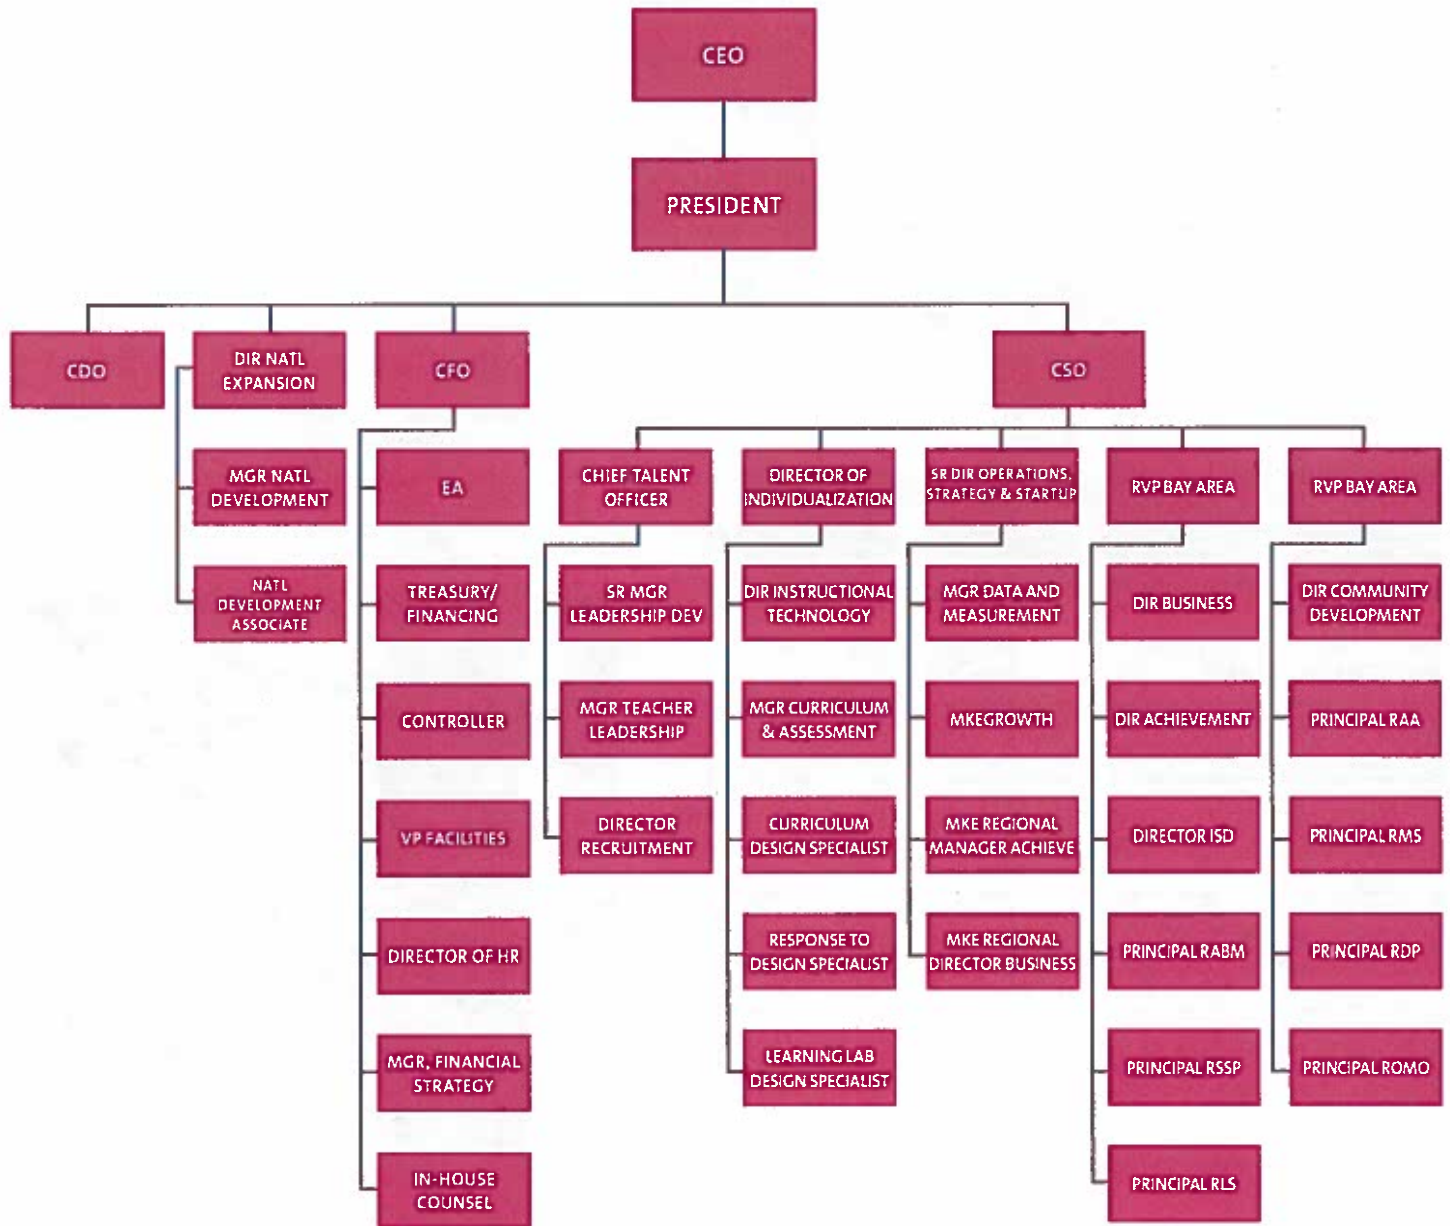 CEO
PRESIDENT
CDO
DIR NATL
EXPANSION
CFO
CSO
MGR NATL
DEVELOPMENT
NATL
DEVELOPMENT
ASSOCIATE
EA
TREASURY/
FINANCING
CONTROLLER
VP FACILITIES
DIRECTOR OF HR
MGR, FINANCIAL
STRATEGY
IN-HOUSE
COUNSEL
CHIEF TALENT
OFFICER
SR MGR
LEADERSHIP DEV
MGR TEACHER
LEADERSHIP
DIRECTOR
RECRUITMENT
DIRECTOR OF
INDIVIDUALIZATION
DIR INSTRUCTIONAL
TECHNOLOGY
MGR CURRICULUM
& ASSESSMENT
CURRICULUM
DESIGN SPECIALIST
RESPONSE TO
DESIGN SPECIALIST
LEARNING LAB
DESIGN SPECIALIST
SR DIR OPERATIONS,
STRATEGY & STARTUP
MGR DATA AND
MEASUREMENT
MKEGROWTH
MKE REGIONAL
MANAGER ACHIEVE
MKE REGIONAL
DIRECTOR BUSINESS
RVP BAY AREA
DIR BUSINESS
DIR ACHIEVEMENT
DIRECTOR ISD
PRINCIPAL RABM
PRINCIPAL RSSP
PRINCIPAL RLS
RVP BAY AREA
DIR COMMUNITY
DEVELOPMENT
PRINCIPAL RAA
PRINCIPAL RMS
PRINCIPAL RDP
PRINCIPAL ROMO